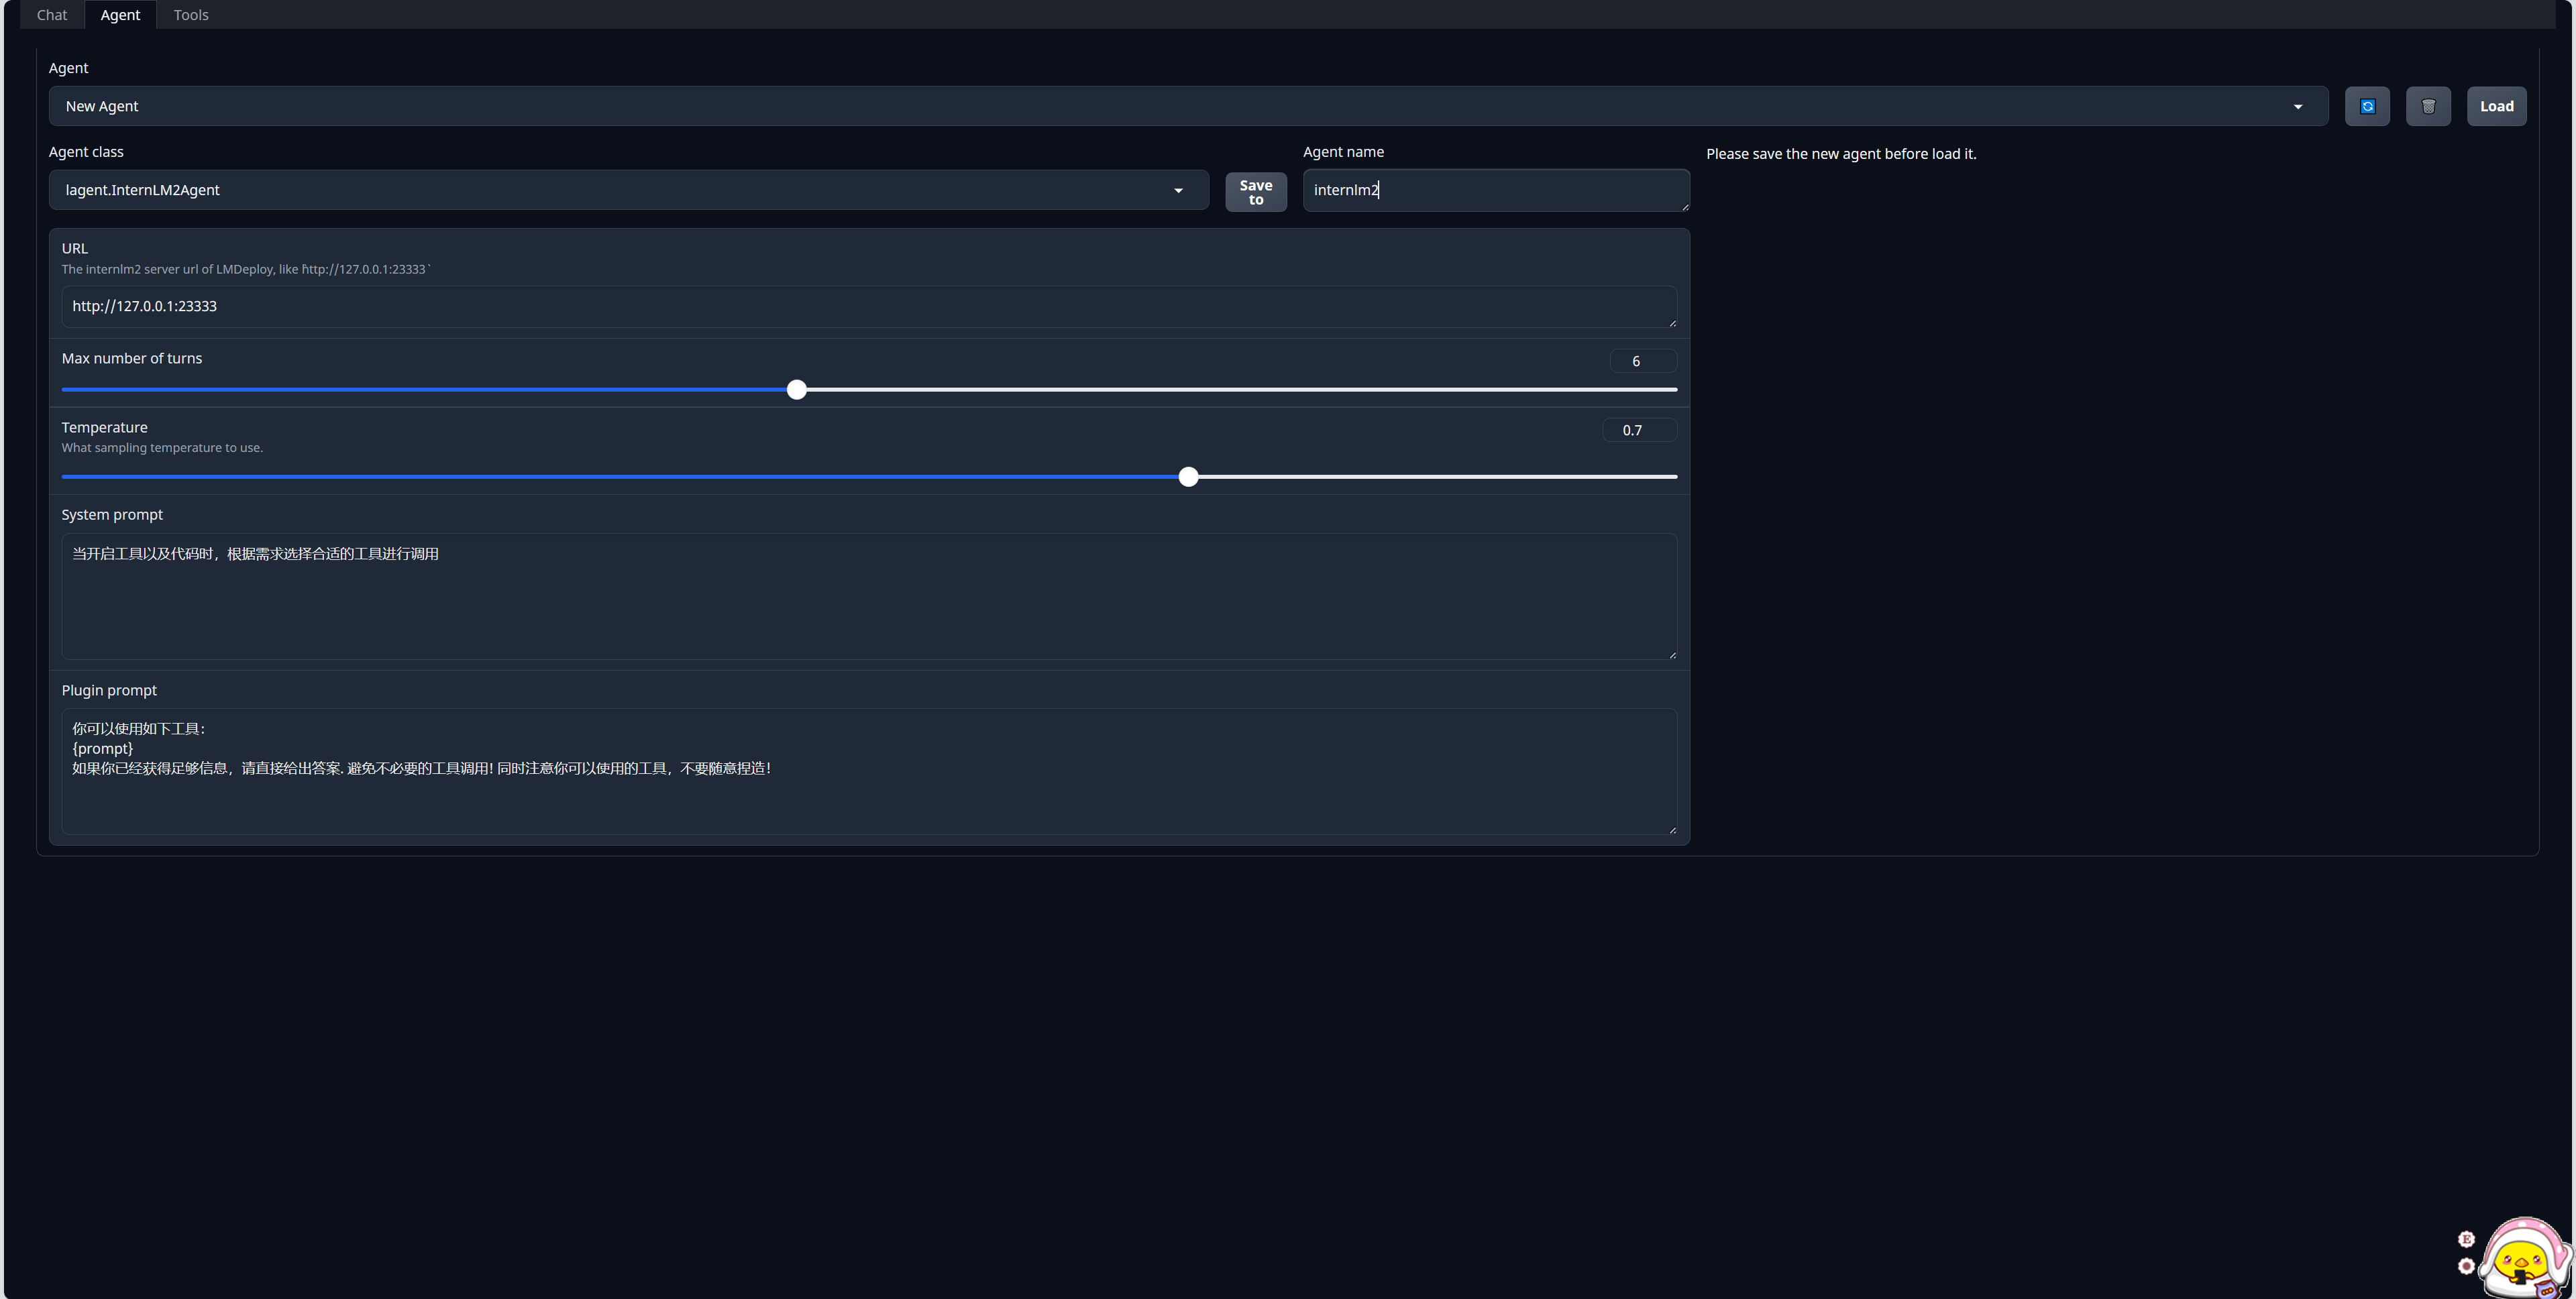 Chat
Agent
Tools
Agent
New Agent
Load
Agent class
Agent name
Please save the new agent before load it.
lagent.InternLM2Agent
Save
to
internlm2
URL
The internlm2 server url of LMDeploy, like http://127.0.0.1:23333`
http://127.0.0.1:23333
Max number of turns
6
Temperature
0.7
What sampling temperature to use.
System prompt
当开启工具以及代码时，根据需求选择合适的工具进行调用
Plugin prompt
你可以使用如下工具：
{prompt}
如果你已经获得足够信息，请直接给出答案. 避免不必要的工具调用! 同时注意你可以使用的工具，不要随意捏造!
E